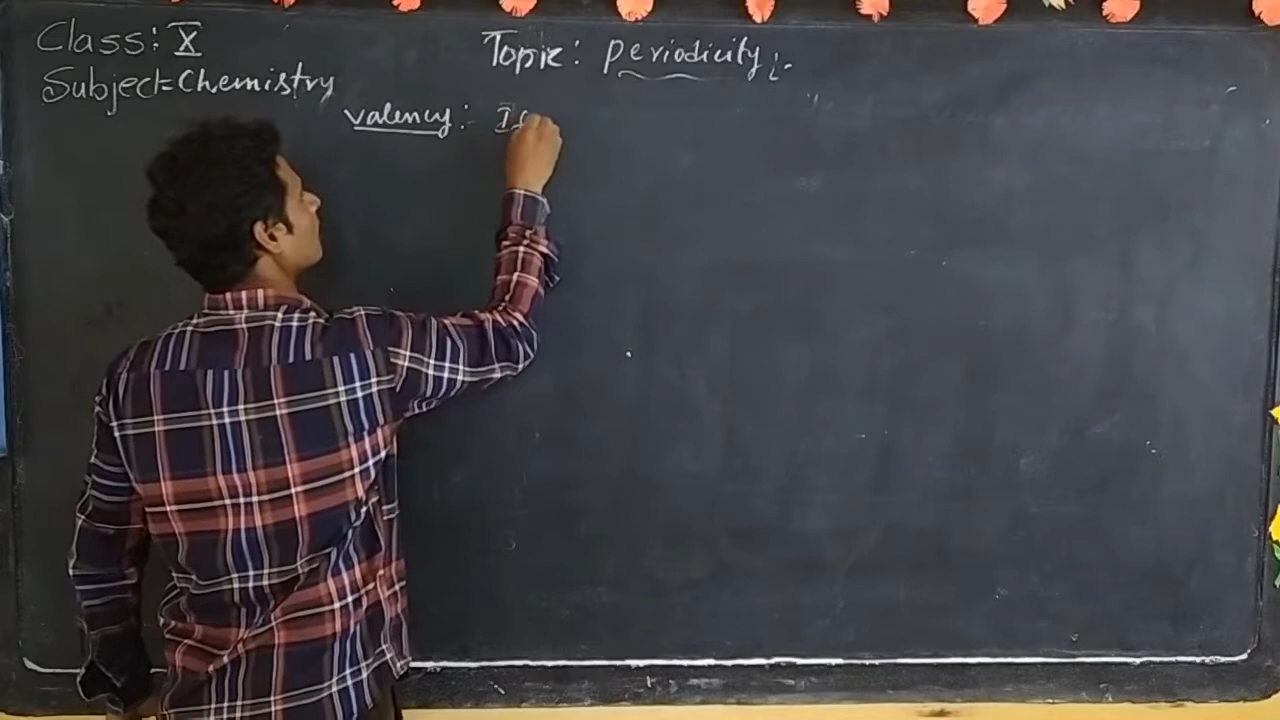 Class: X
Topic: periodicity:-
Subject=Chemistry
valency:-